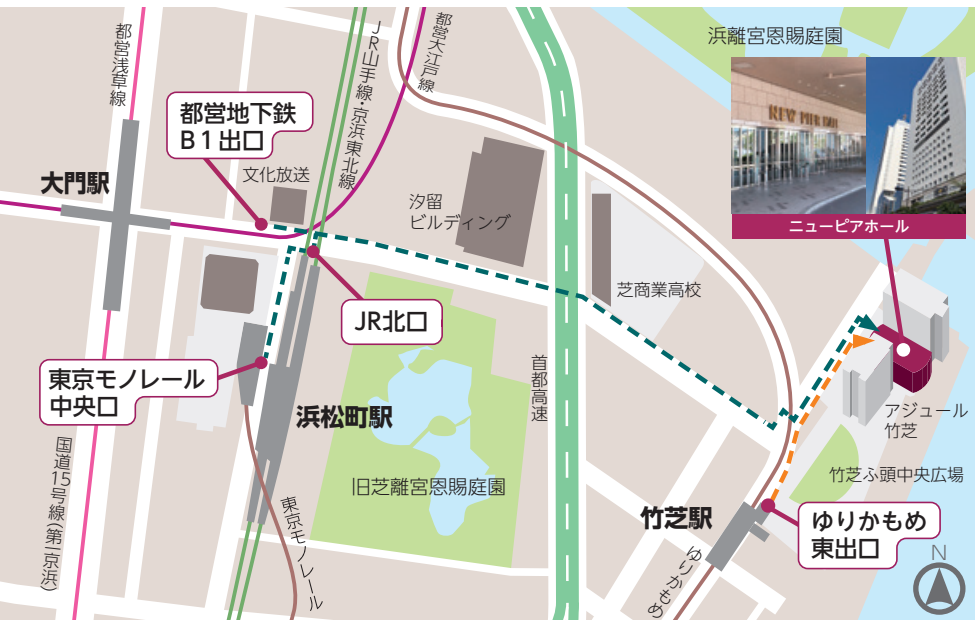 都営浅草線
JR山手線・京浜東北線
都営大江戸線
浜離宮恩賜庭園
NEW PIER HALL
ニューピアホール
都営地下鉄
B1出口
文化放送
大門駅
汐留
ビルディング
芝商業高校
JR北口
東京モノレール
中央口
浜松町駅
首都高速
アジュール
竹芝
国道15号線(第一京浜)
旧芝離宮恩賜庭園
竹芝ふ頭中央広場
東京モノレール
竹芝駅
ゆりかもめ
東出口
ゆりかもめ
N